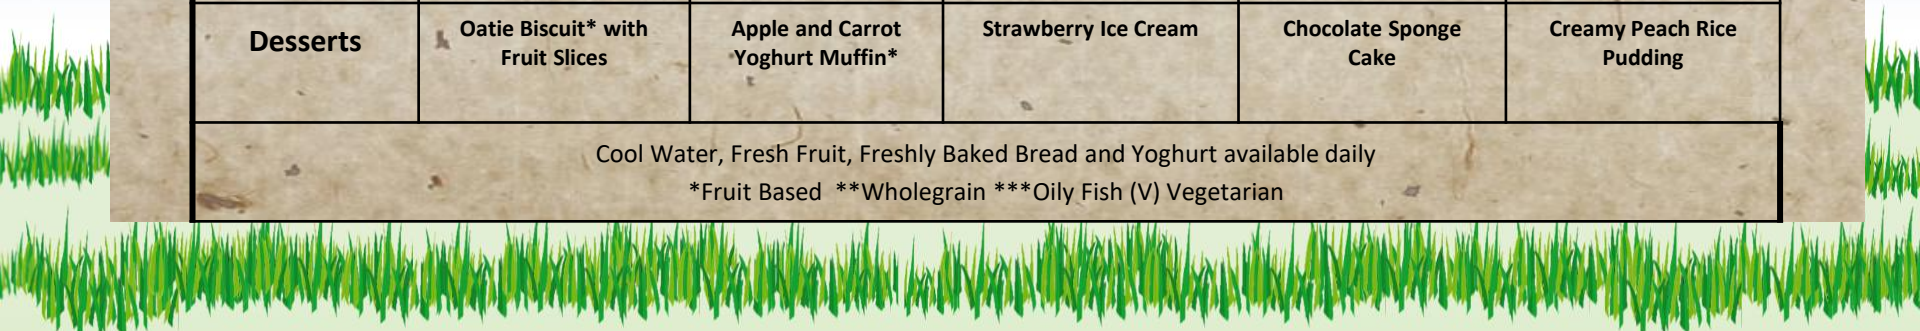 Desserts
Oatie Biscuit* with
Fruit Slices
Apple and Carrot
Yoghurt Muffin*
Strawberry Ice Cream
Chocolate Sponge
Cake
Creamy Peach Rice
Pudding
Cool Water, Fresh Fruit, Freshly Baked Bread and Yoghurt available daily
*Fruit Based  **Wholegrain ***Oily Fish (V) Vegetarian